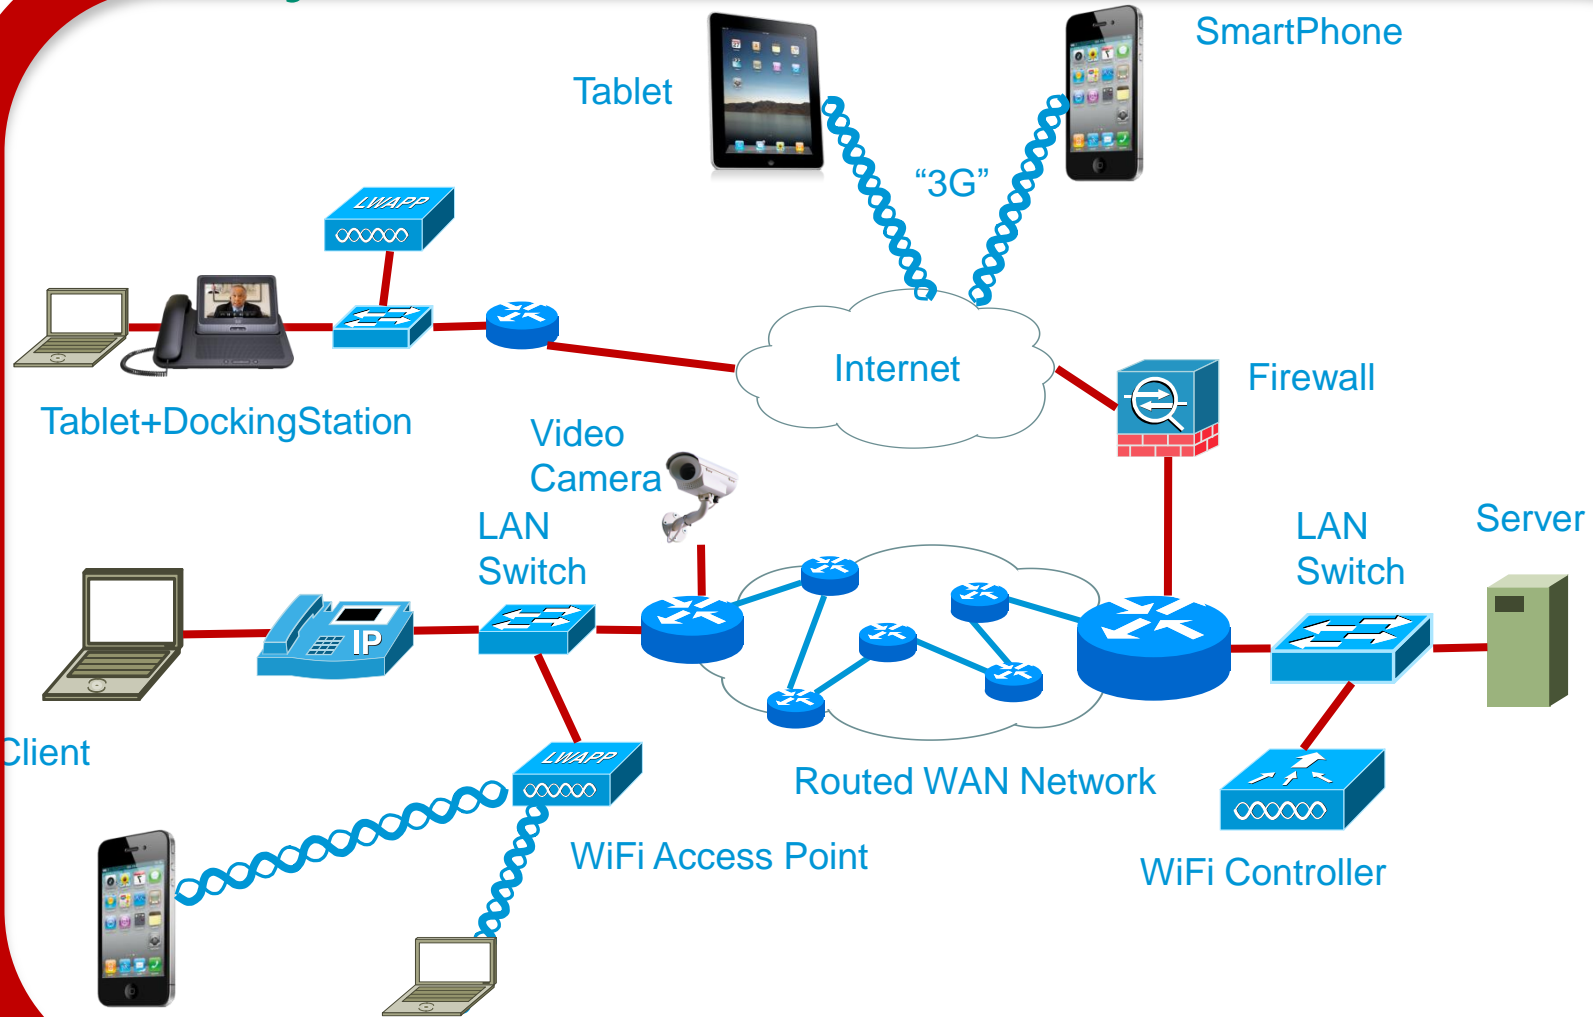 SmartPhone
Tablet
“3G”
LWAPP
Internet
Firewall
Tablet+DockingStation
Video
Camera
LAN
Switch
LAN
Switch
Server
IP
Client
LWAPP
Routed WAN Network
WiFi Access Point
WiFi Controller